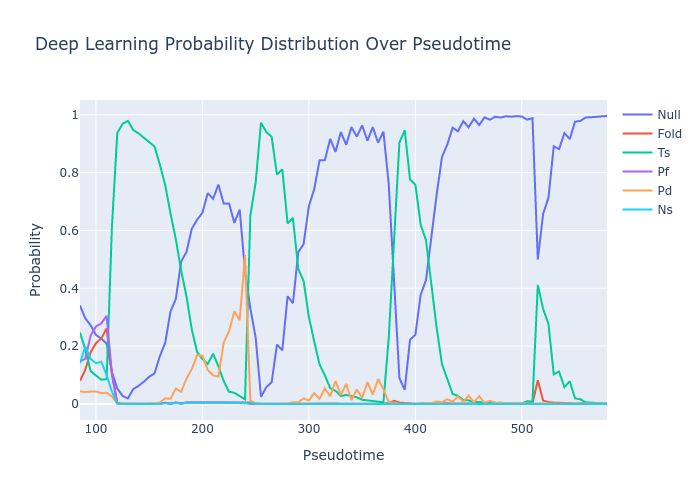 Deep Learning Probability Distribution Over Pseudotime
Probability
1
0.8
0.6
0.4
0.2
0
100
200
300
400
500
Pseudotime
Null
Fold
Ts
Pf
Pd
Ns